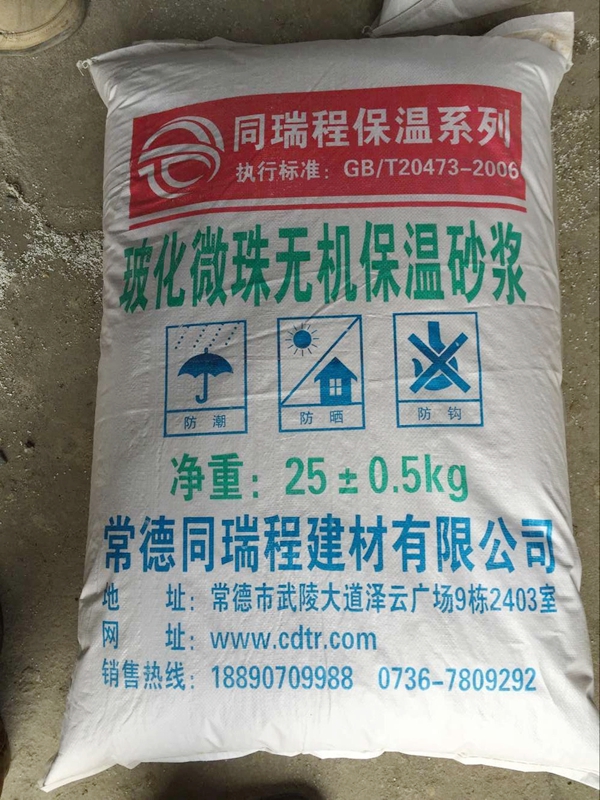 同瑞程保温系列
执行标准：GB/T20473-2006
玻化微珠无机保温砂浆
防潮 防晒 防钩
净重：25±0.5kg
常德同瑞程建材有限公司
地 址：常德市武陵大道泽云广场9栋2403室
网 址：www.cdtr.com
销售热线：18890709988 0736-7809292